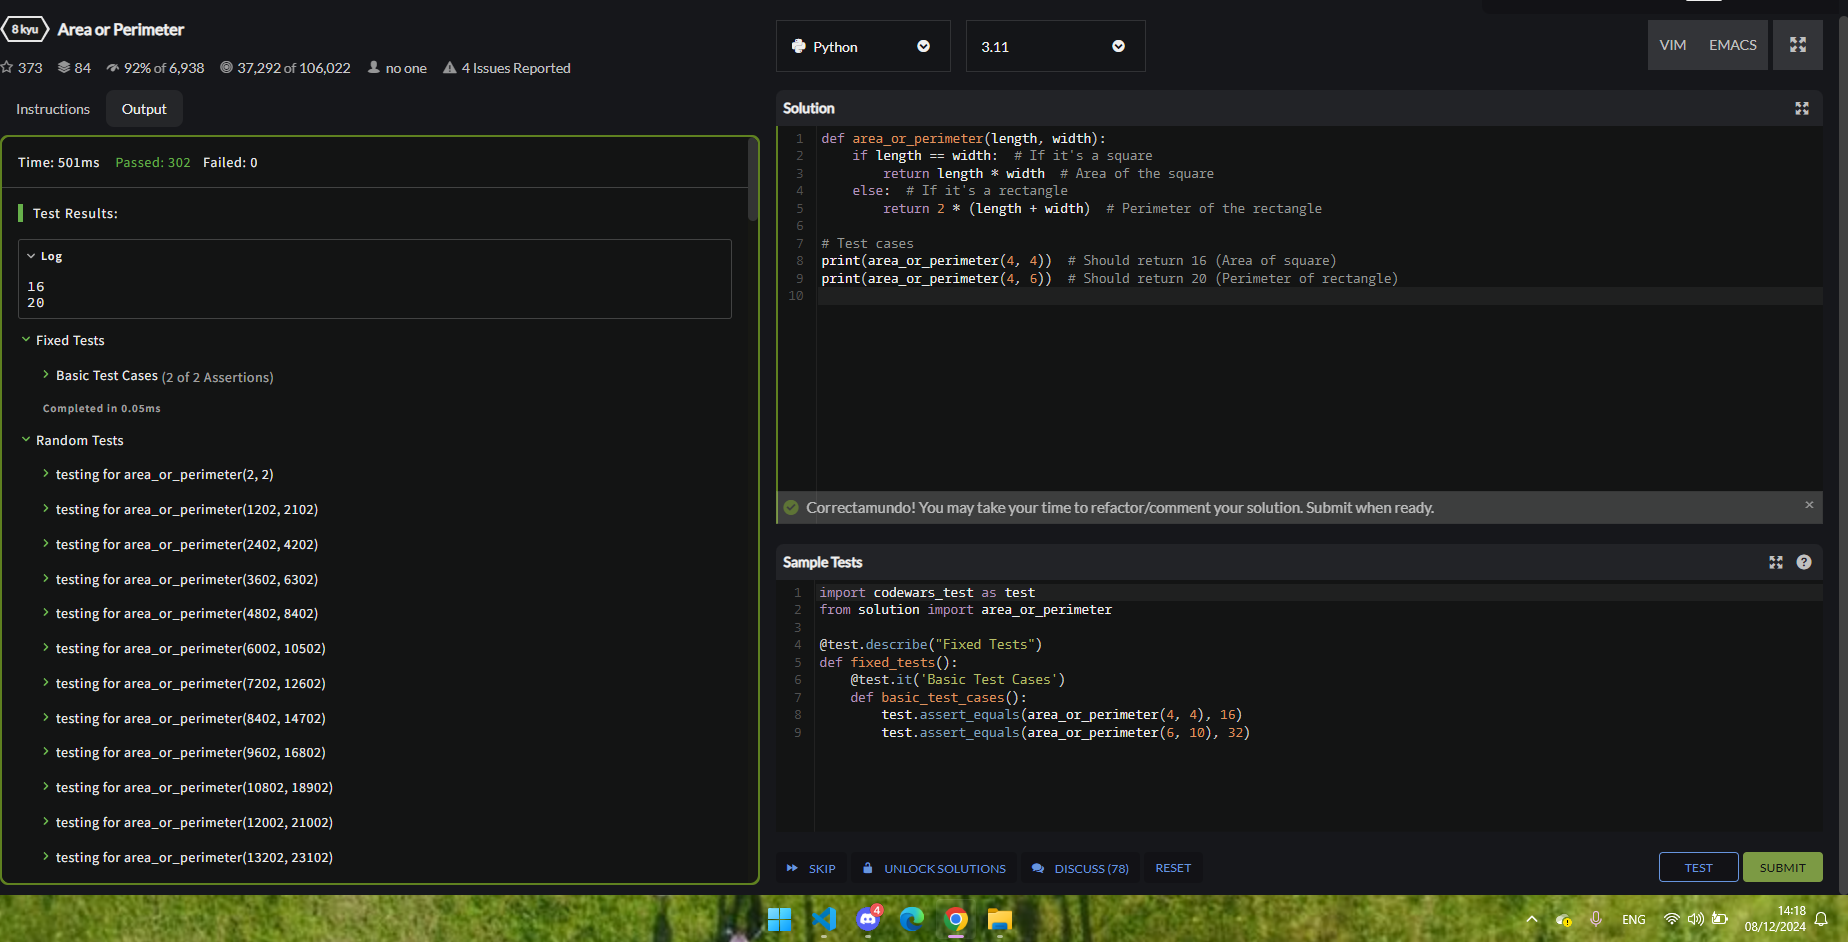 8 kyu Area or Perimeter
373 84 92% of 6,938 37,292 of 106,022 no one 4 Issues Reported
Instructions Output
Time: 501ms Passed: 302 Failed: 0
Test Results:
Log
16
20
Fixed Tests
Basic Test Cases (2 of 2 Assertions)
Completed in 0.05ms
Random Tests
testing for area_or_perimeter(2, 2)
testing for area_or_perimeter(1202, 2102)
testing for area_or_perimeter(2402, 4202)
testing for area_or_perimeter(3602, 6302)
testing for area_or_perimeter(4802, 8402)
testing for area_or_perimeter(6002, 10502)
testing for area_or_perimeter(7202, 12602)
testing for area_or_perimeter(8402, 14702)
testing for area_or_perimeter(9602, 16802)
testing for area_or_perimeter(10802, 18902)
testing for area_or_perimeter(12002, 21002)
testing for area_or_perimeter(13202, 23102)
Python 3.11 VIM EMACS
Solution
1 def area_or_perimeter(length, width):
2     if length == width:  # If it's a square
3         return length * width  # Area of the square
4     else:  # If it's a rectangle
5         return 2 * (length + width)  # Perimeter of the rectangle
6
7 # Test cases
8 print(area_or_perimeter(4, 4))  # Should return 16 (Area of square)
9 print(area_or_perimeter(4, 6))  # Should return 20 (Perimeter of rectangle)
10
Correctamundo! You may take your time to refactor/comment your solution. Submit when ready. ×
Sample Tests ?
1 import codewars_test as test
2 from solution import area_or_perimeter
3
4 @test.describe("Fixed Tests")
5 def fixed_tests():
6     @test.it('Basic Test Cases')
7     def basic_test_cases():
8         test.assert_equals(area_or_perimeter(4, 4), 16)
9         test.assert_equals(area_or_perimeter(6, 10), 32)
SKIP UNLOCK SOLUTIONS DISCUSS (78) RESET TEST SUBMIT
4
ENG
14:18
08/12/2024